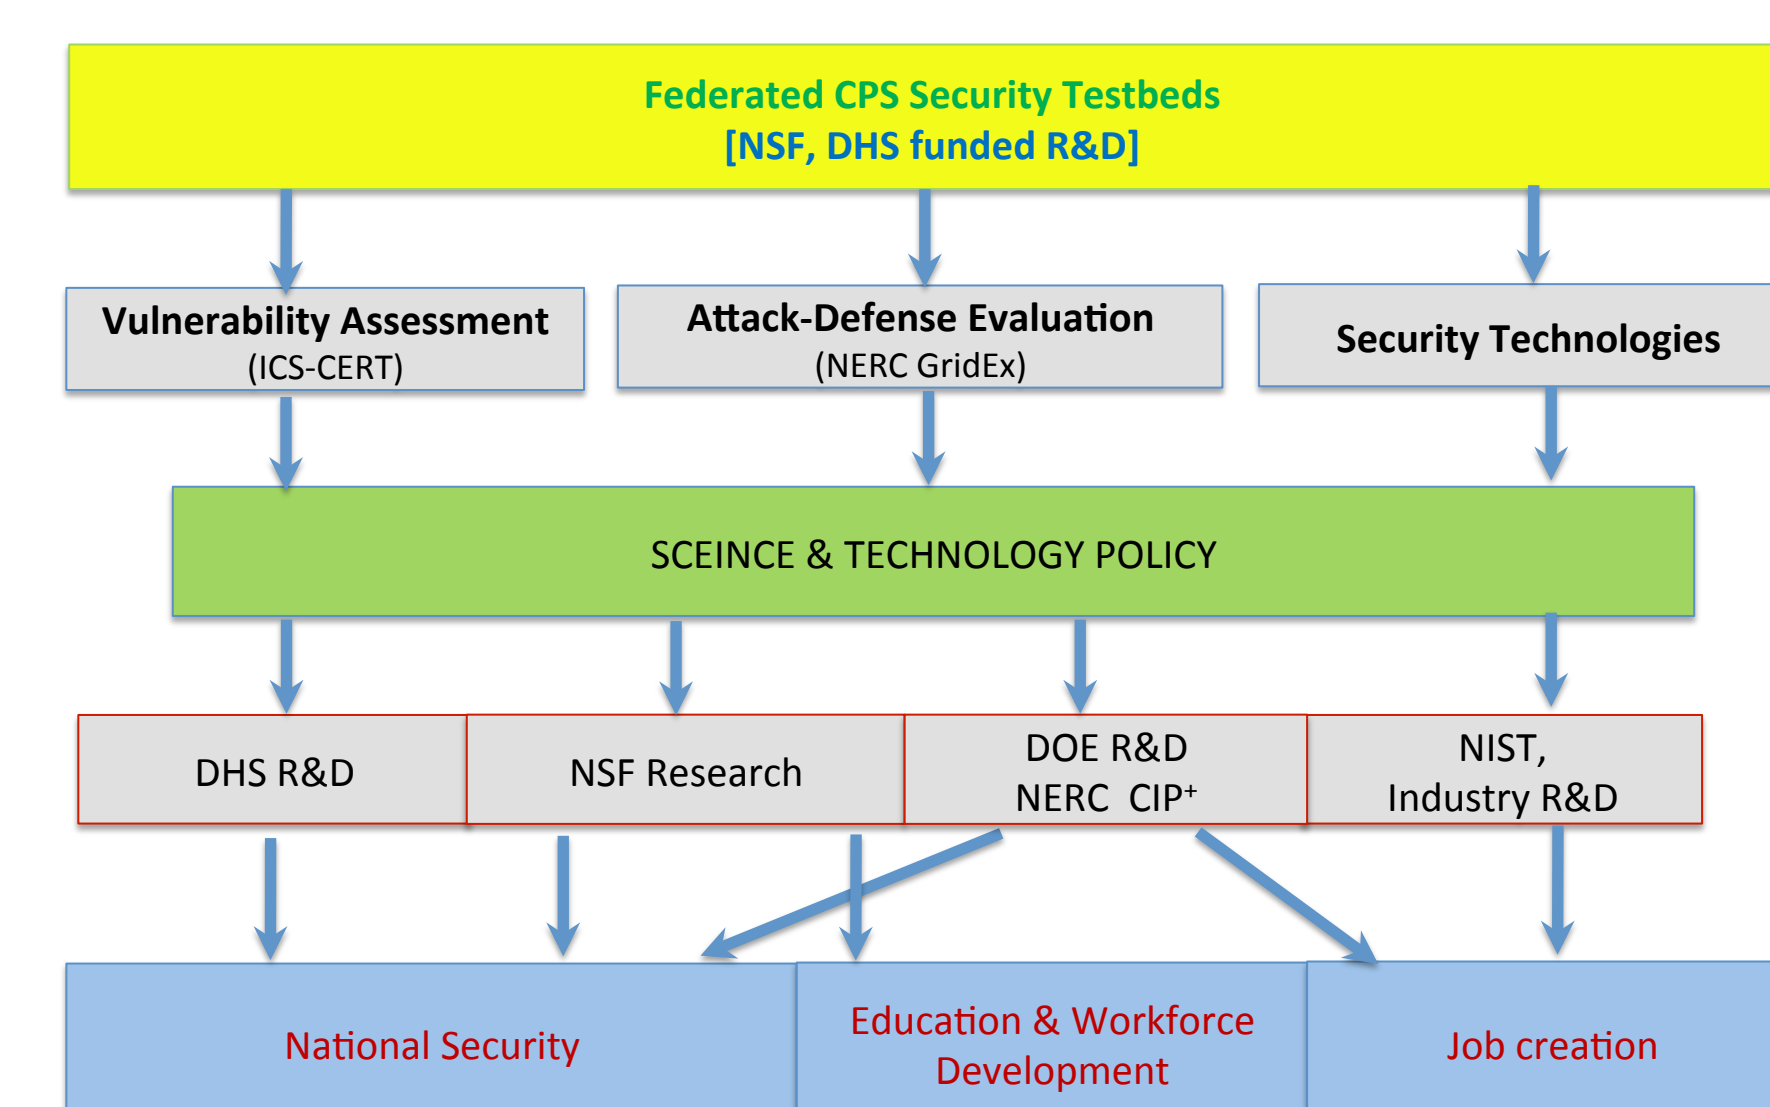 Federated CPS Security Testbeds
[NSF, DHS funded R&D]
Vulnerability Assessment
(ICS-CERT)
Attack-Defense Evaluation
(NERC GridEx)
Security Technologies
SCEINCE & TECHNOLOGY POLICY
DHS R&D
NSF Research
DOE R&D
NERC CIP⁺
NIST,
Industry R&D
National Security
Education & Workforce
Development
Job creation